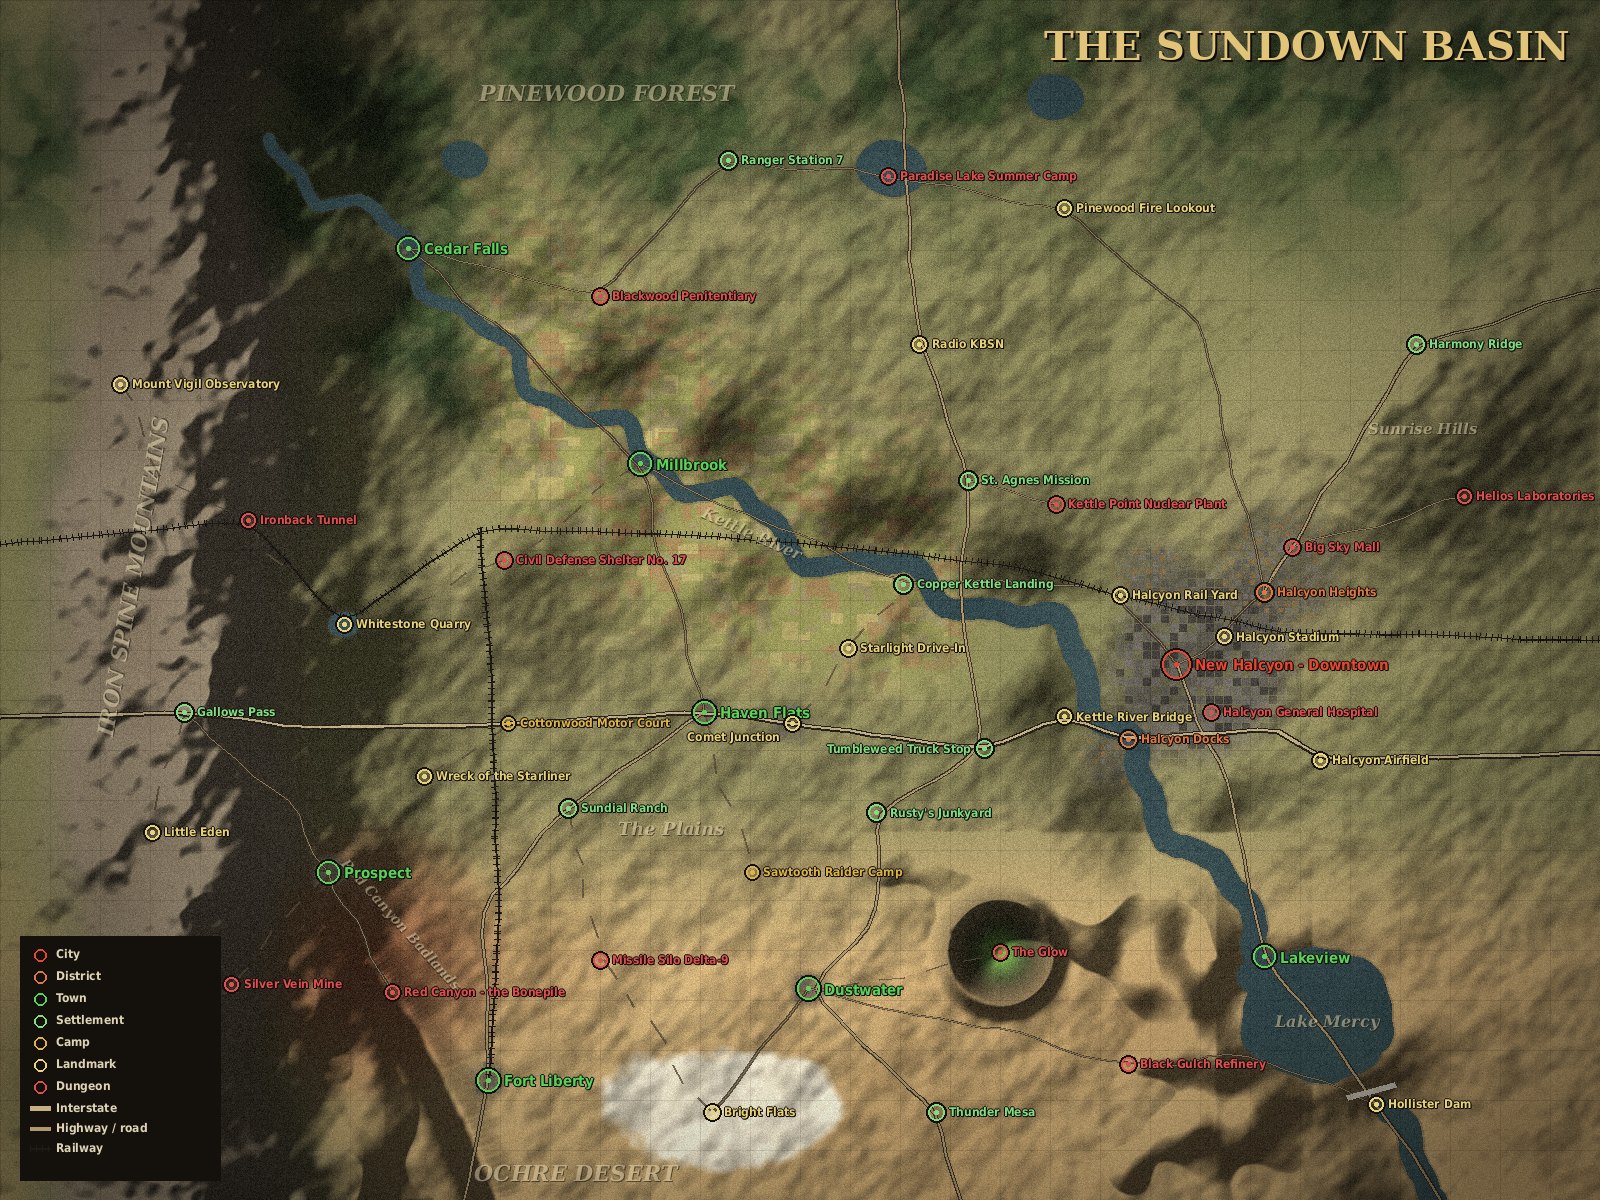 THE SUNDOWN BASIN
PINEWOOD FOREST
Ranger Station 7
Paradise Lake Summer Camp
Pinewood Fire Lookout
Cedar Falls
Blackwood Penitentiary
Radio KBSN
Harmony Ridge
Mount Vigil Observatory
Sunrise Hills
IRON SPINE MOUNTAINS
Millbrook
St. Agnes Mission
Kettle Point Nuclear Plant
Helios Laboratories
Ironback Tunnel
Kettle River
Civil Defense Shelter No. 17
Big Sky Mall
Copper Kettle Landing
Halcyon Rail Yard
Halcyon Heights
Whitestone Quarry
Halcyon Stadium
Starlight Drive-In
New Halcyon - Downtown
Gallows Pass
Cottonwood Motor Court
Haven Flats
Comet Junction
Kettle River Bridge
Halcyon General Hospital
Halcyon Docks
Tumbleweed Truck Stop
Halcyon Airfield
Wreck of the Starliner
Sundial Ranch
Rusty's Junkyard
The Plains
Little Eden
Prospect
Sawtooth Raider Camp
Red Canyon Badlands
The Glow
Lakeview
Missile Silo Delta-9
Silver Vein Mine
Red Canyon - the Bonepile
Dustwater
Lake Mercy
Black Gulch Refinery
Fort Liberty
Bright Flats
Thunder Mesa
Hollister Dam
OCHRE DESERT
City
District
Town
Settlement
Camp
Landmark
Dungeon
Interstate
Highway / road
Railway